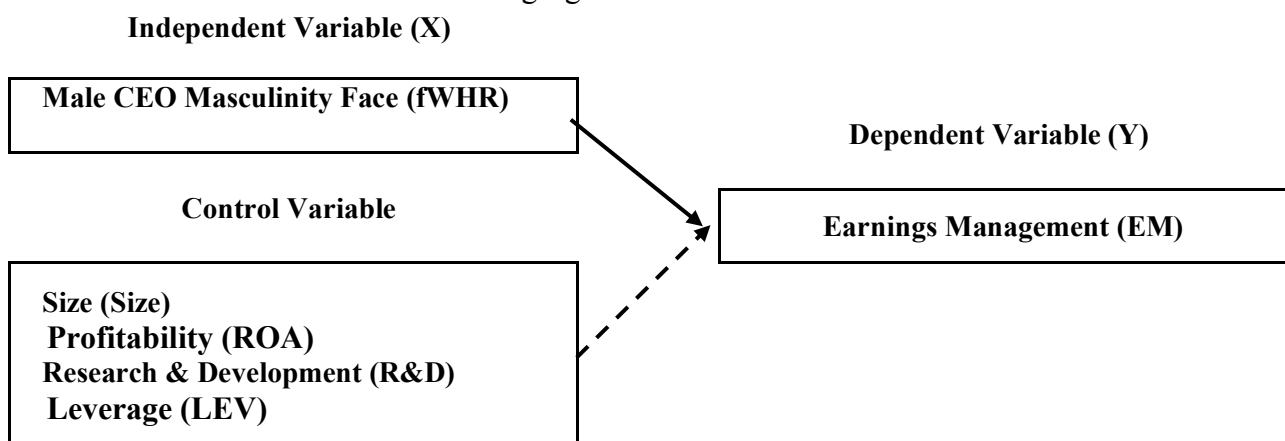 Independent Variable (X)
Male CEO Masculinity Face (fWHR)
Dependent Variable (Y)
Control Variable
Earnings Management (EM)
Size (Size)
Profitability (ROA)
Research & Development (R&D)
Leverage (LEV)